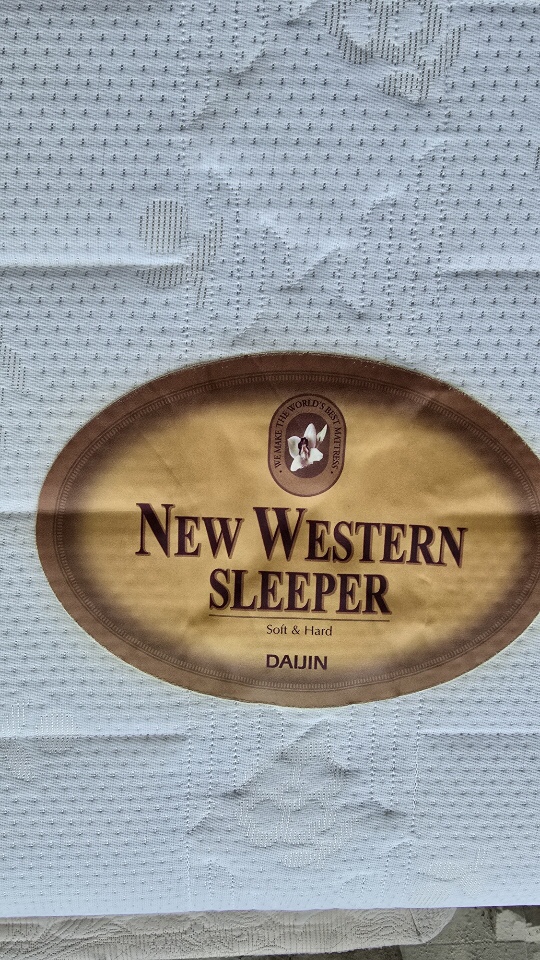 • WE MAKE THE WORLD'S BEST MATTRESS •
NEW WESTERN
SLEEPER
Soft & Hard
DAIJIN